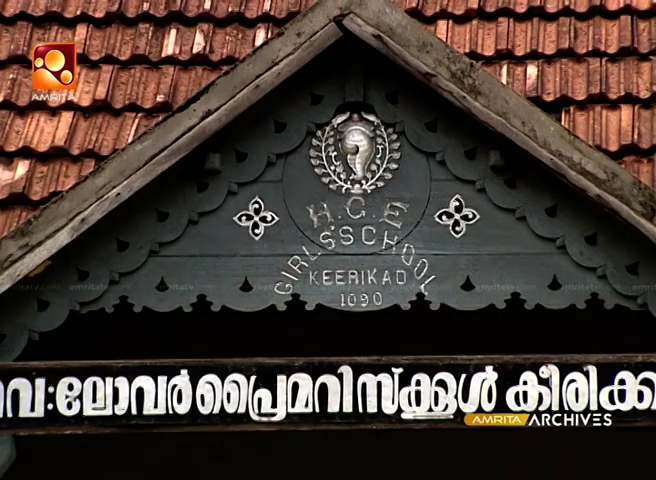 AMRITA
H.G.E
GIRLS'SCHOOL
KEERIKAD
1090
വ:ലോവർ പ്രൈമറി സ്ക്കൂൾ കീരിക്ക
AMRITA ARCHIVES